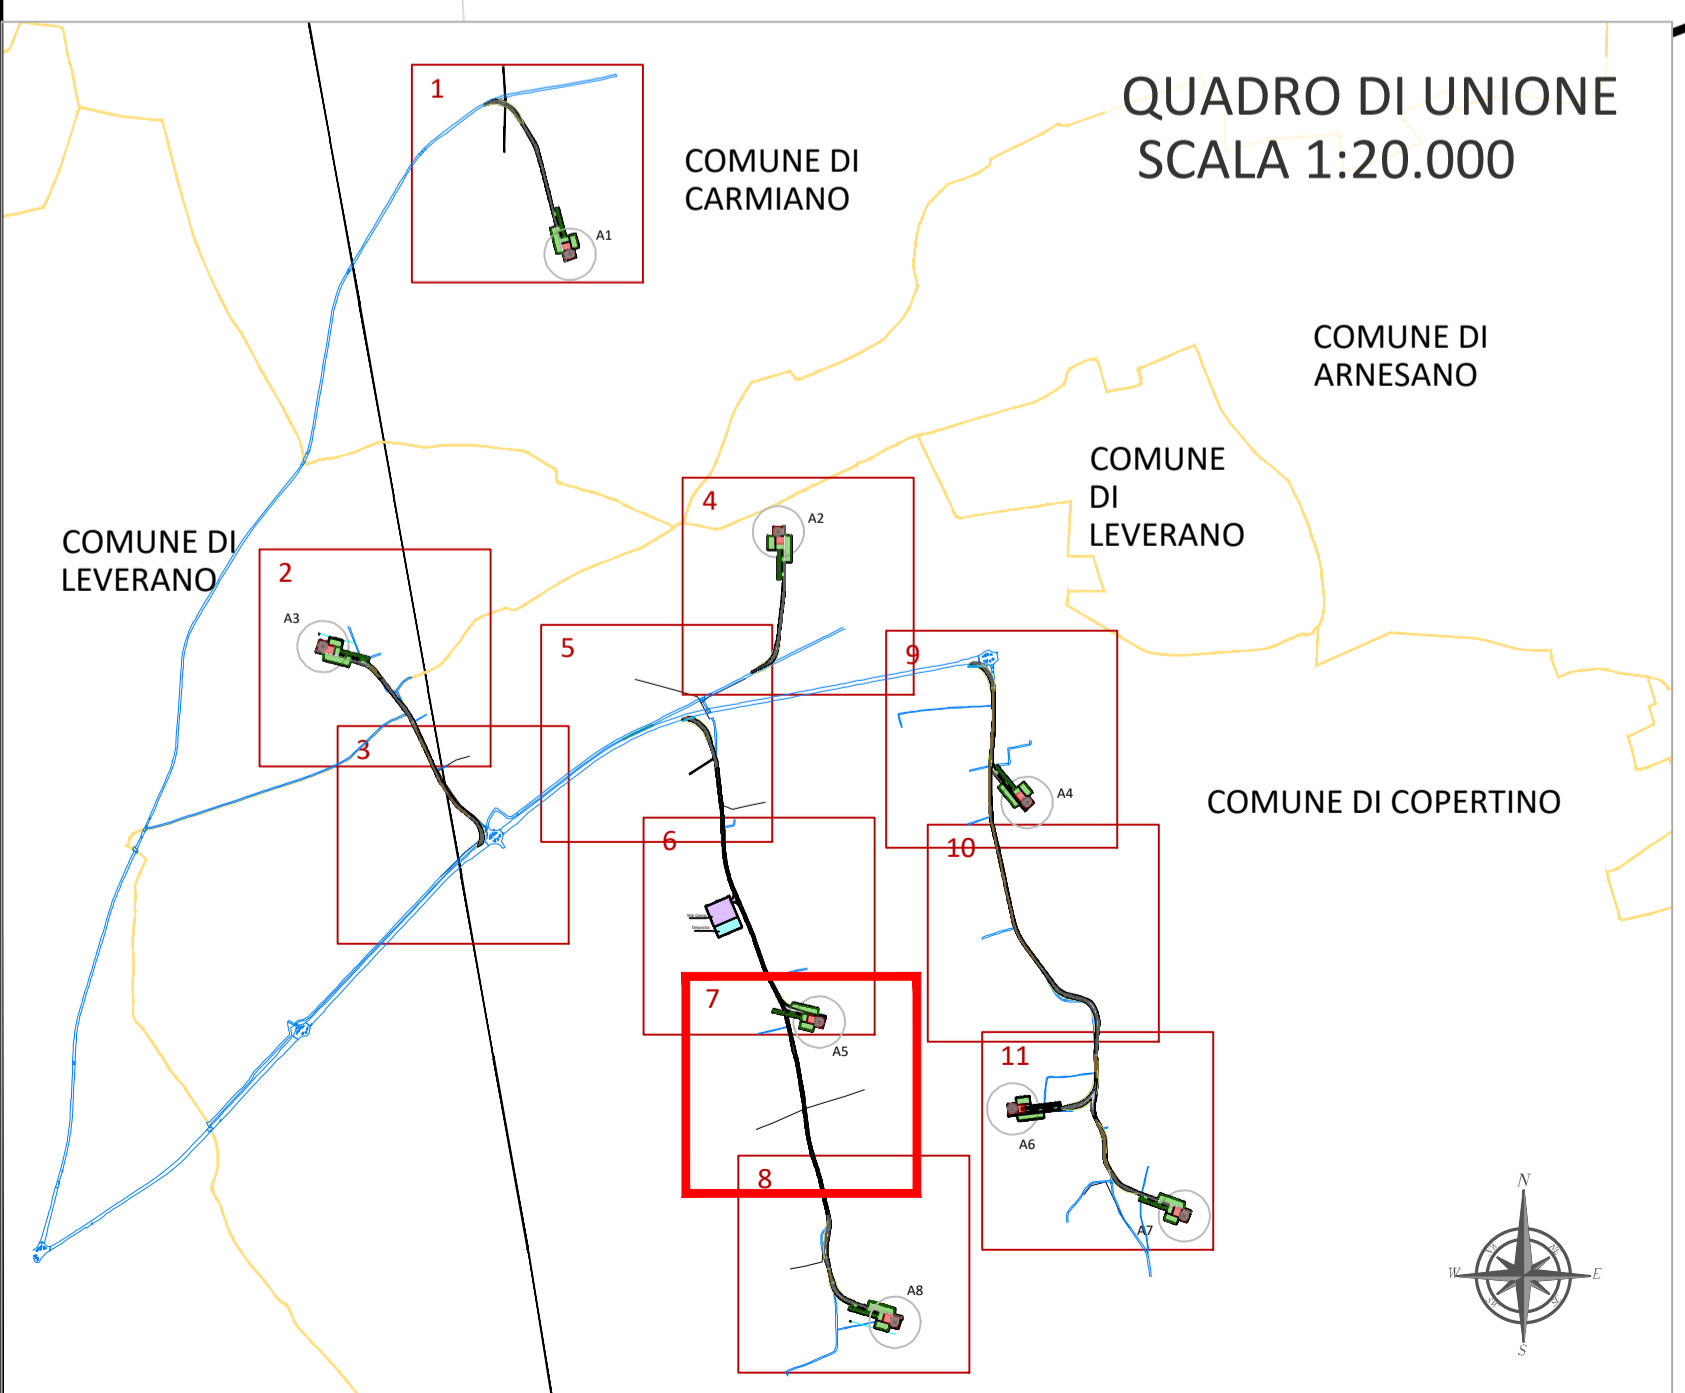 QUADRO DI UNIONE
SCALA 1:20.000
1
COMUNE DI
CARMIANO
A1
COMUNE DI
ARNESANO
COMUNE
DI
LEVERANO
4
A2
COMUNE DI
LEVERANO
2
A3
5
9
3
A4
COMUNE DI COPERTINO
6
10
Deposito
7
A5
11
A6
8
A7
A8
N
W
E
S